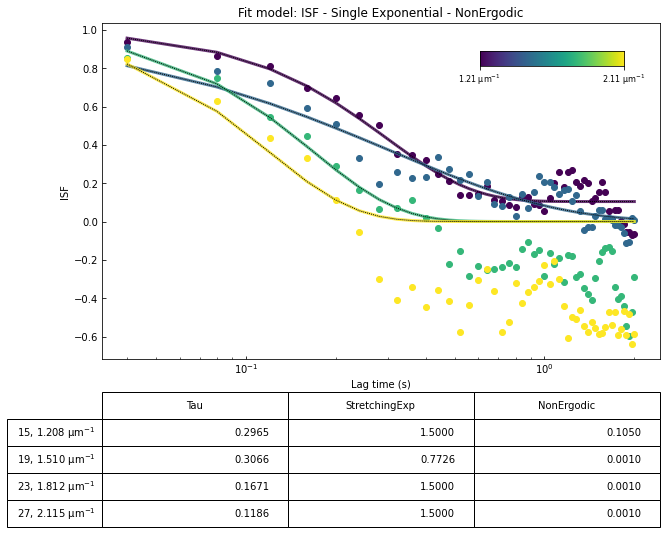 Fit model: ISF - Single Exponential - NonErgodic
1.0
0.8
0.6
0.4
0.2
0.0
−0.2
−0.4
−0.6
ISF
1.21 μm⁻¹
2.11 μm⁻¹
10⁻¹
10⁰
Lag time (s)
Tau StretchingExp NonErgodic
15, 1.208 μm⁻¹ 0.2965 1.5000 0.1050
19, 1.510 μm⁻¹ 0.3066 0.7726 0.0010
23, 1.812 μm⁻¹ 0.1671 1.5000 0.0010
27, 2.115 μm⁻¹ 0.1186 1.5000 0.0010